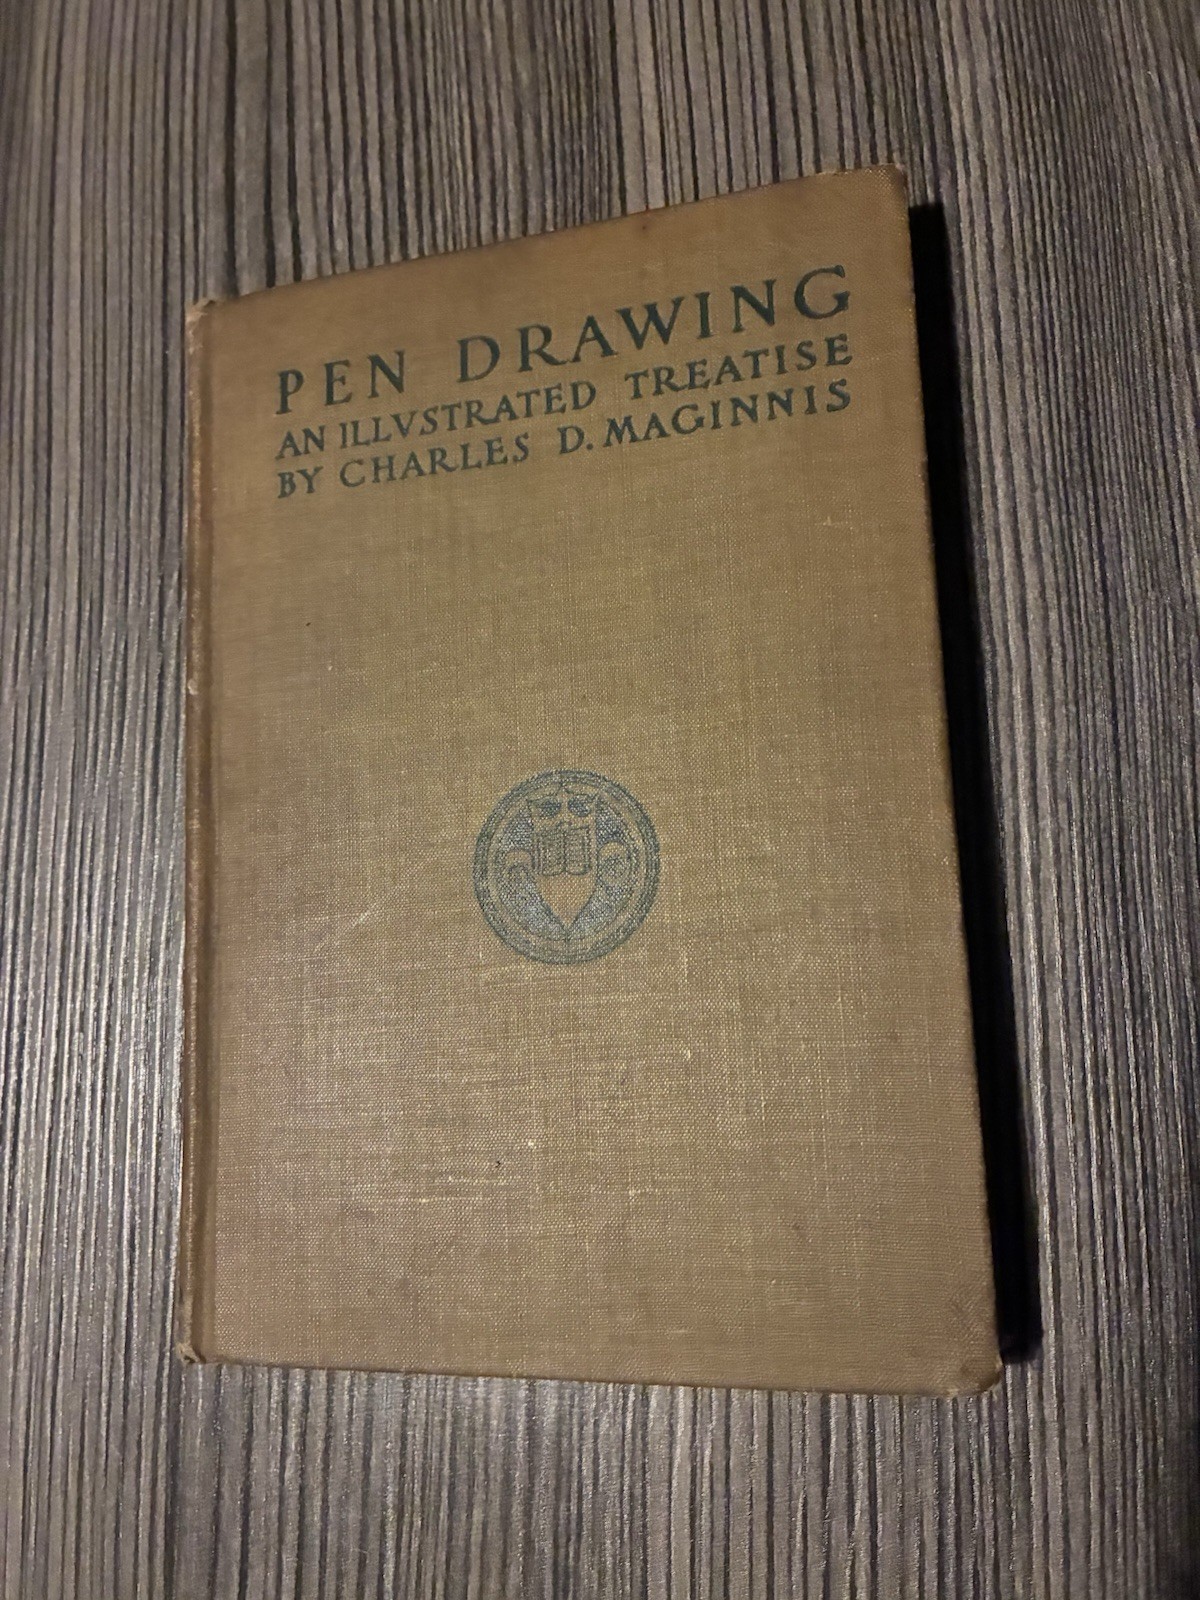 PEN DRAWING
AN ILLVSTRATED TREATISE
BY CHARLES D. MAGINNIS